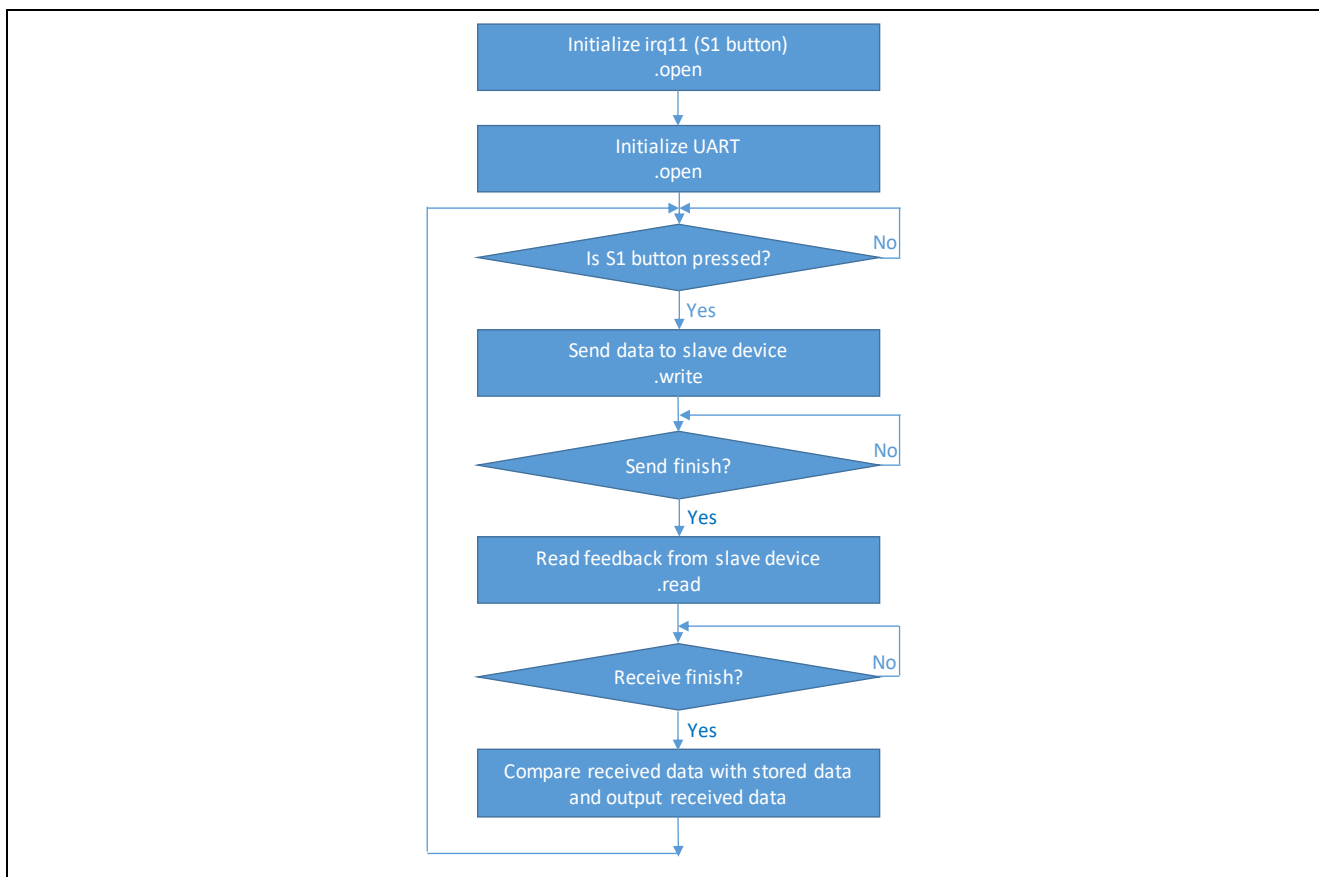 Initialize irq11 (S1 button)
.open
Initialize UART
.open
No
Is S1 button pressed?
Yes
Send data to slave device
.write
No
Send finish?
Yes
Read feedback from slave device
.read
No
Receive finish?
Yes
Compare received data with stored data
and output received data